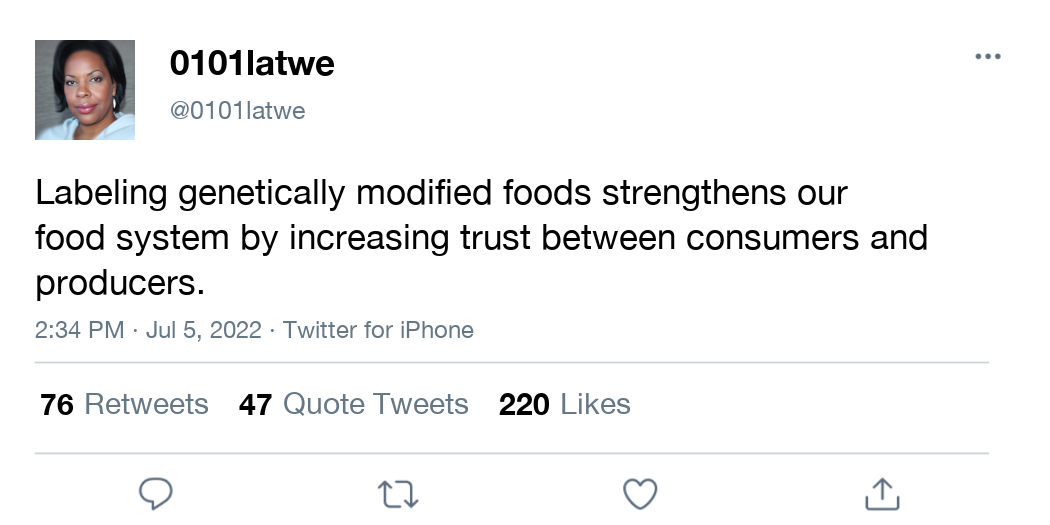 0101latwe
@0101latwe
Labeling genetically modified foods strengthens our
food system by increasing trust between consumers and
producers.
2:34 PM · Jul 5, 2022 · Twitter for iPhone
76 Retweets 47 Quote Tweets 220 Likes